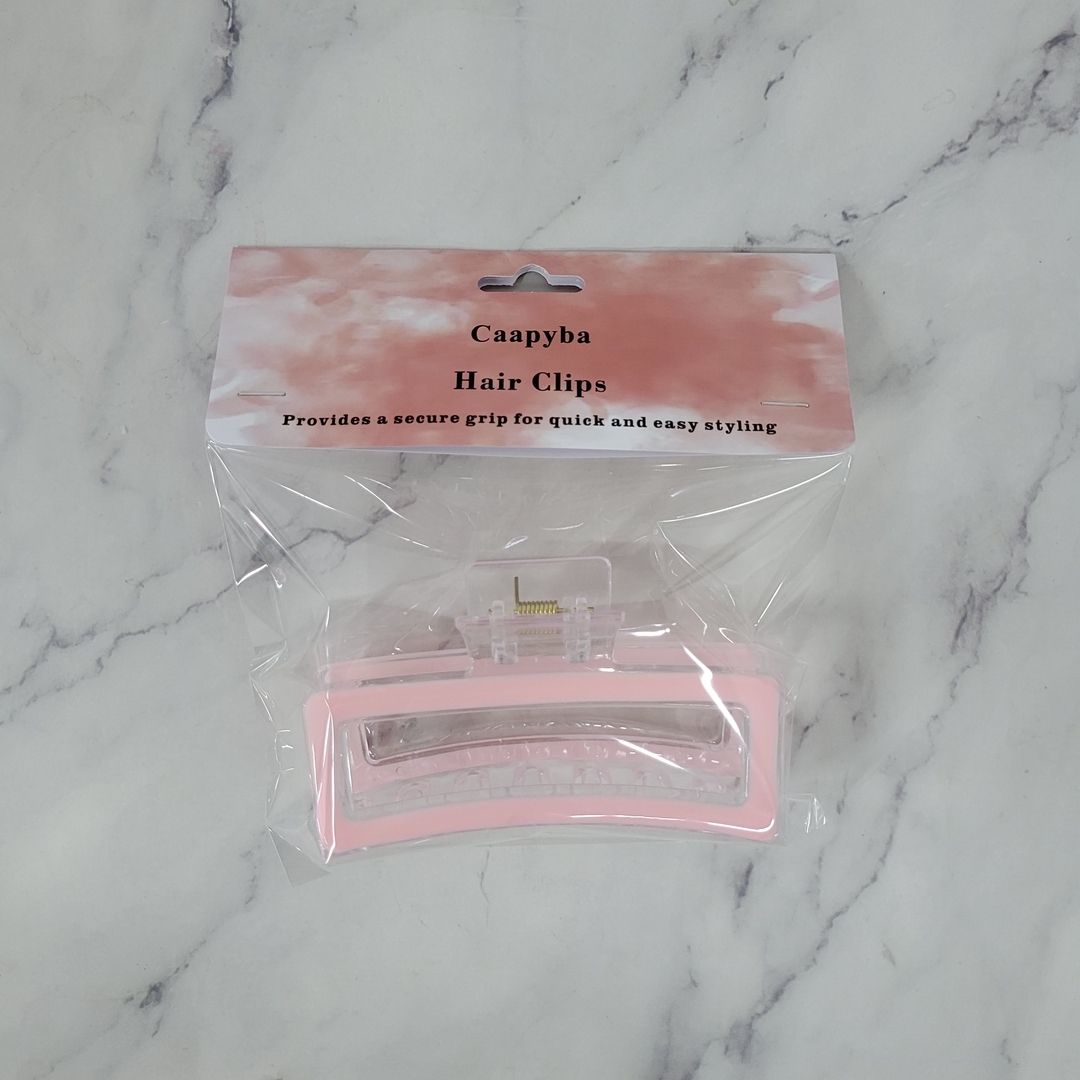 Caapyba
Hair Clips
Provides a secure grip for quick and easy styling